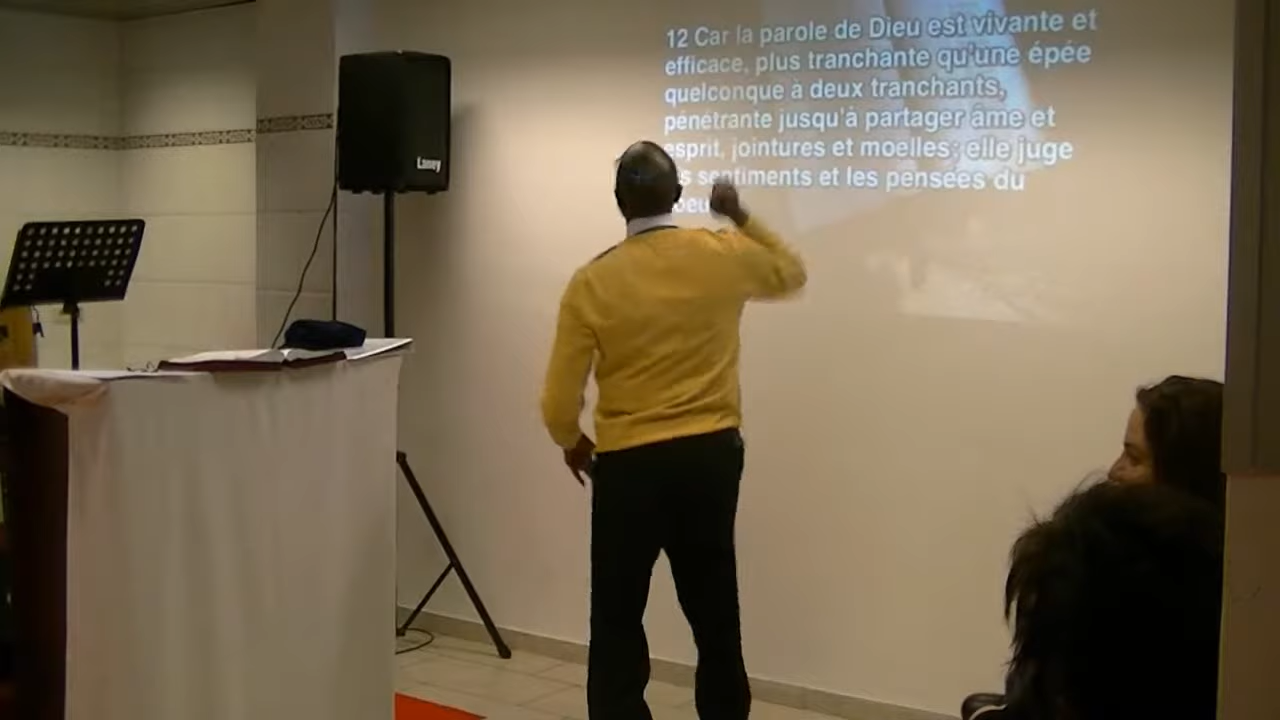 Laney
12 Car la parole de Dieu est vivante et
efficace, plus tranchante qu'une épée
quelconque à deux tranchants,
pénétrante jusqu'à partager âme et
esprit, jointures et moelles; elle juge
sentiments et les pensées du